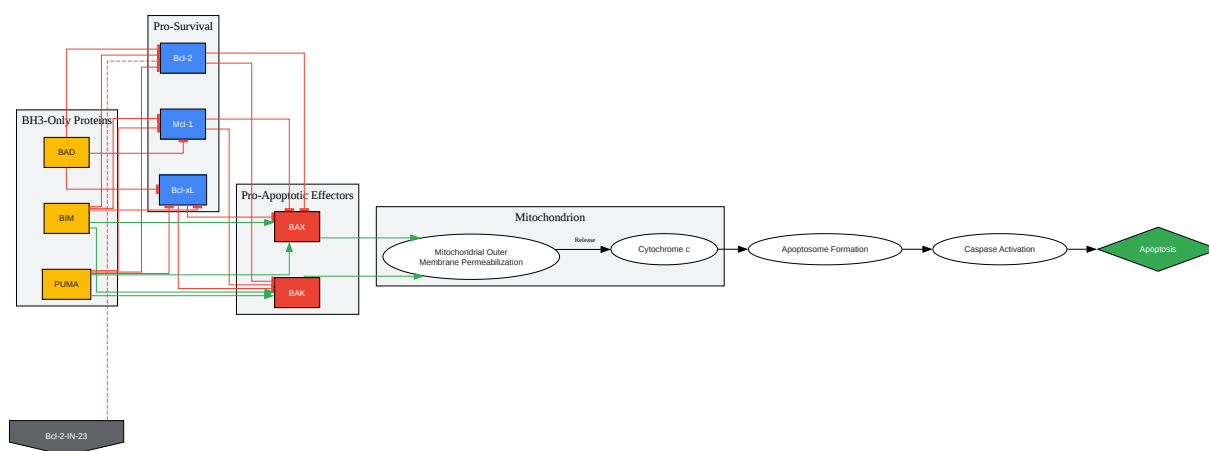 Pro-Survival
Bcl-2
Mcl-1
Bcl-xL
BH3-Only Proteins
BAD
BIM
PUMA
Pro-Apoptotic Effectors
BAX
BAK
Mitochondrion
Mitochondrial Outer
Membrane Permeabilization
Release
Cytochrome c
Apoptosome Formation
Caspase Activation
Apoptosis
Bcl-2-IN-23